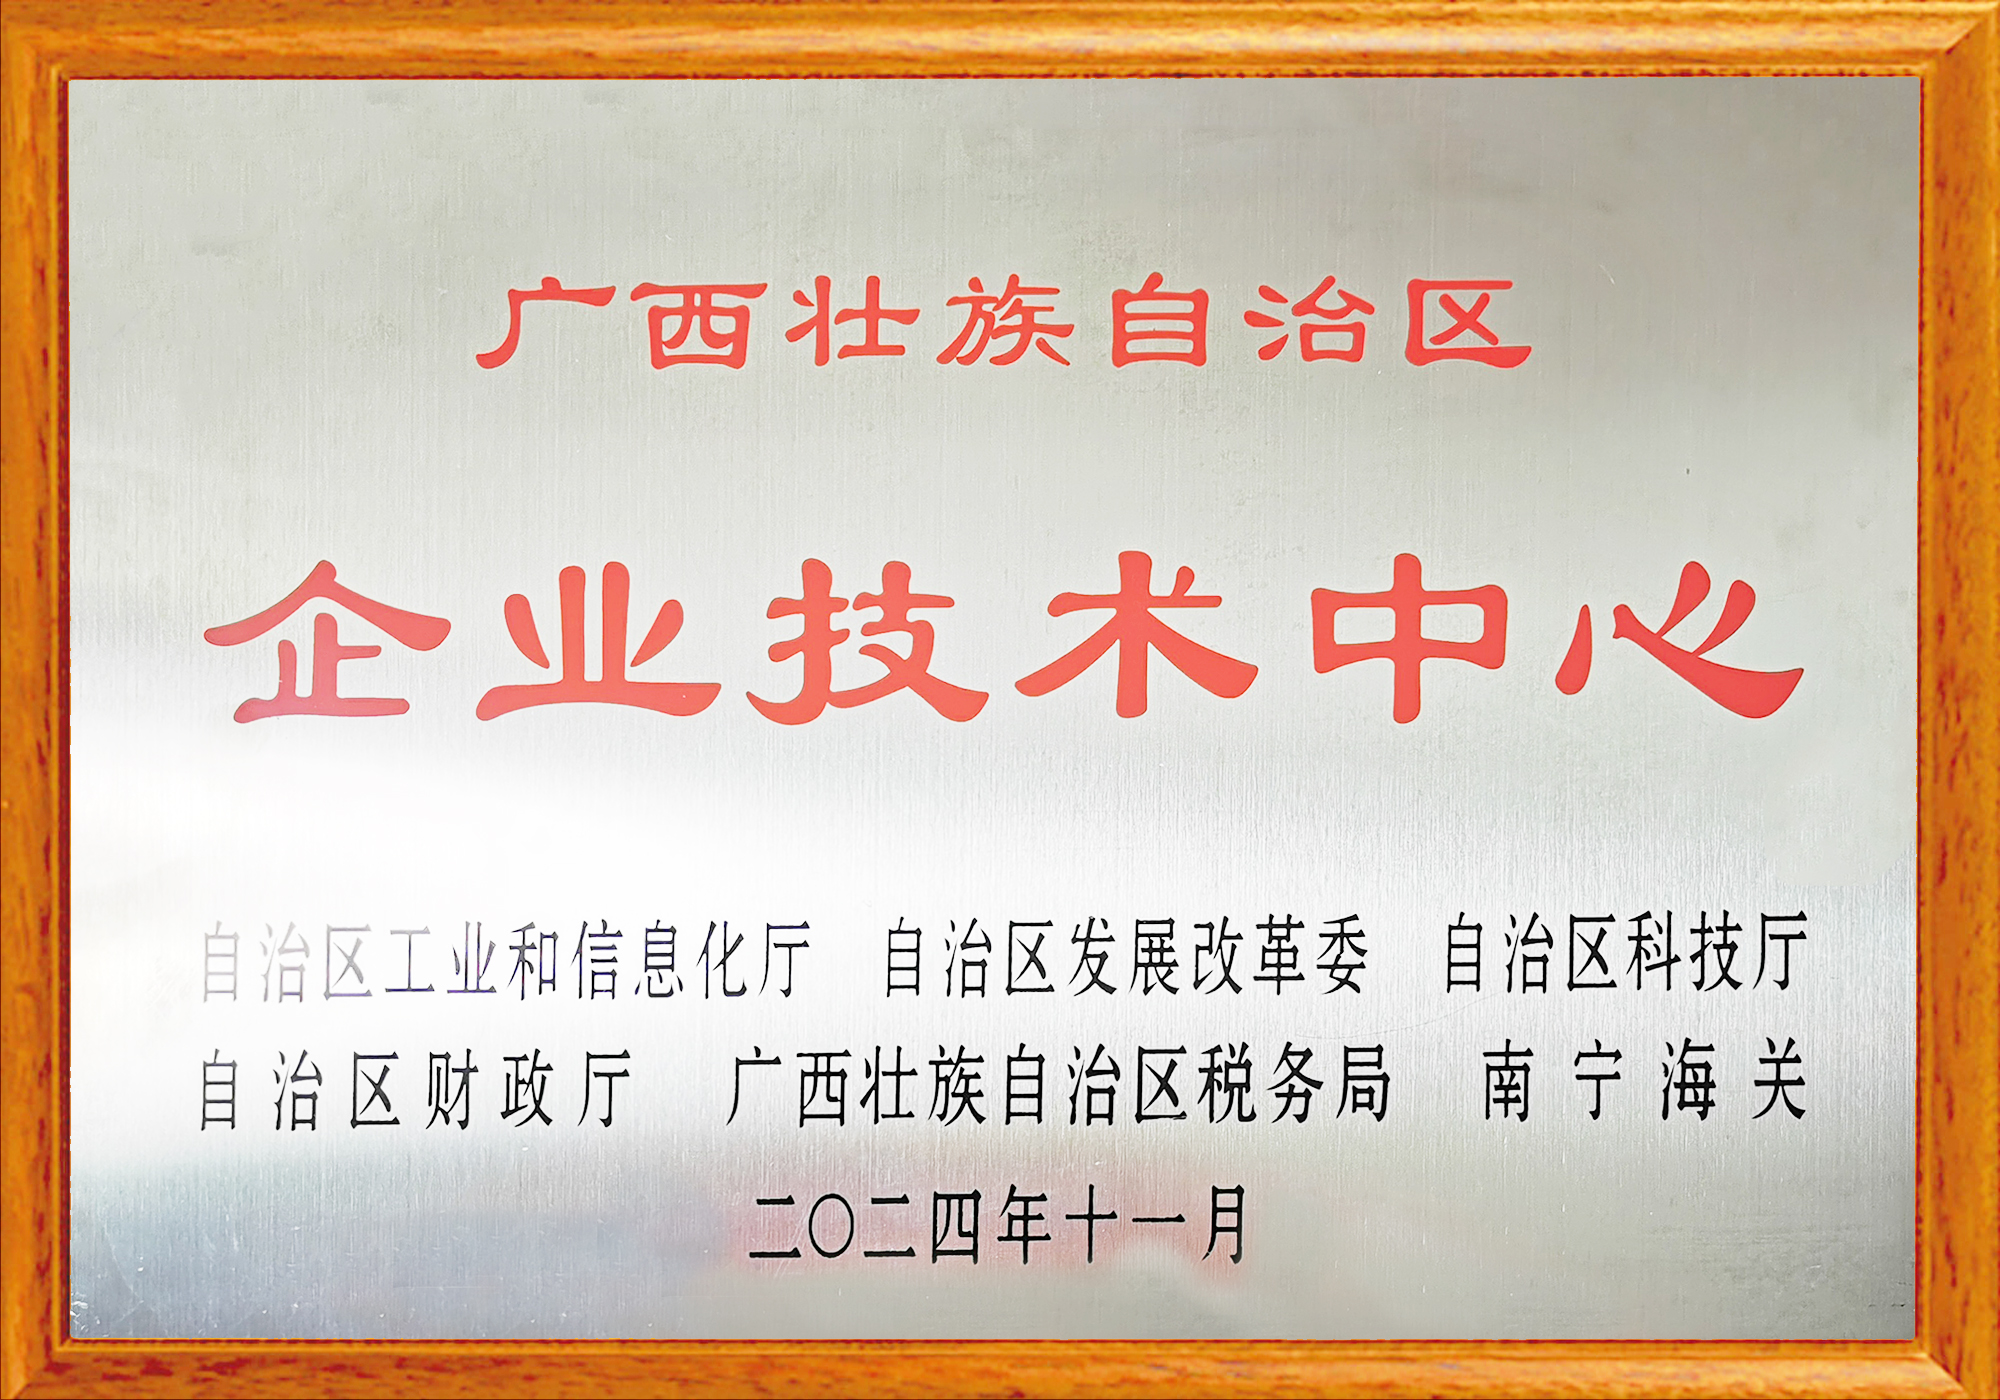 广西壮族自治区
企业技术中心
自治区工业和信息化厅 自治区发展改革委 自治区科技厅
自治区财政厅 广西壮族自治区税务局 南宁海关
二〇二四年十一月